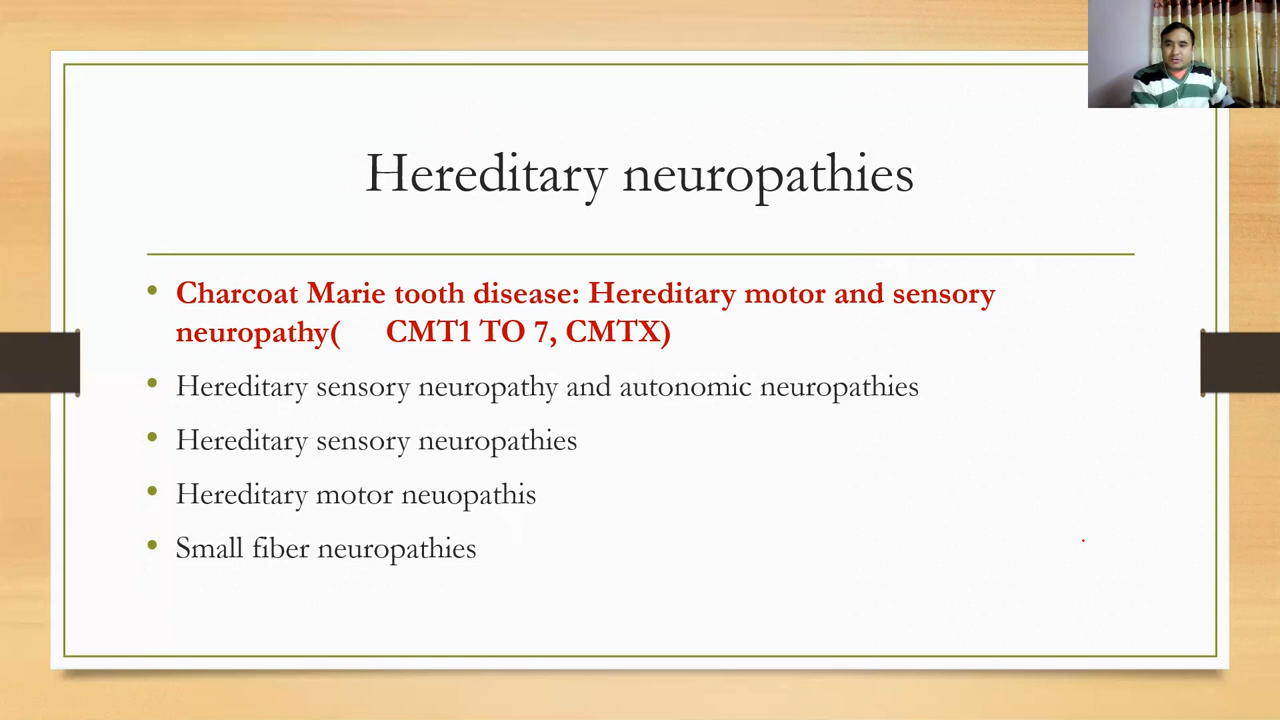 Hereditary neuropathies
• Charcoat Marie tooth disease: Hereditary motor and sensory
neuropathy( CMT1 TO 7, CMTX)
• Hereditary sensory neuropathy and autonomic neuropathies
• Hereditary sensory neuropathies
• Hereditary motor neuopathis
• Small fiber neuropathies